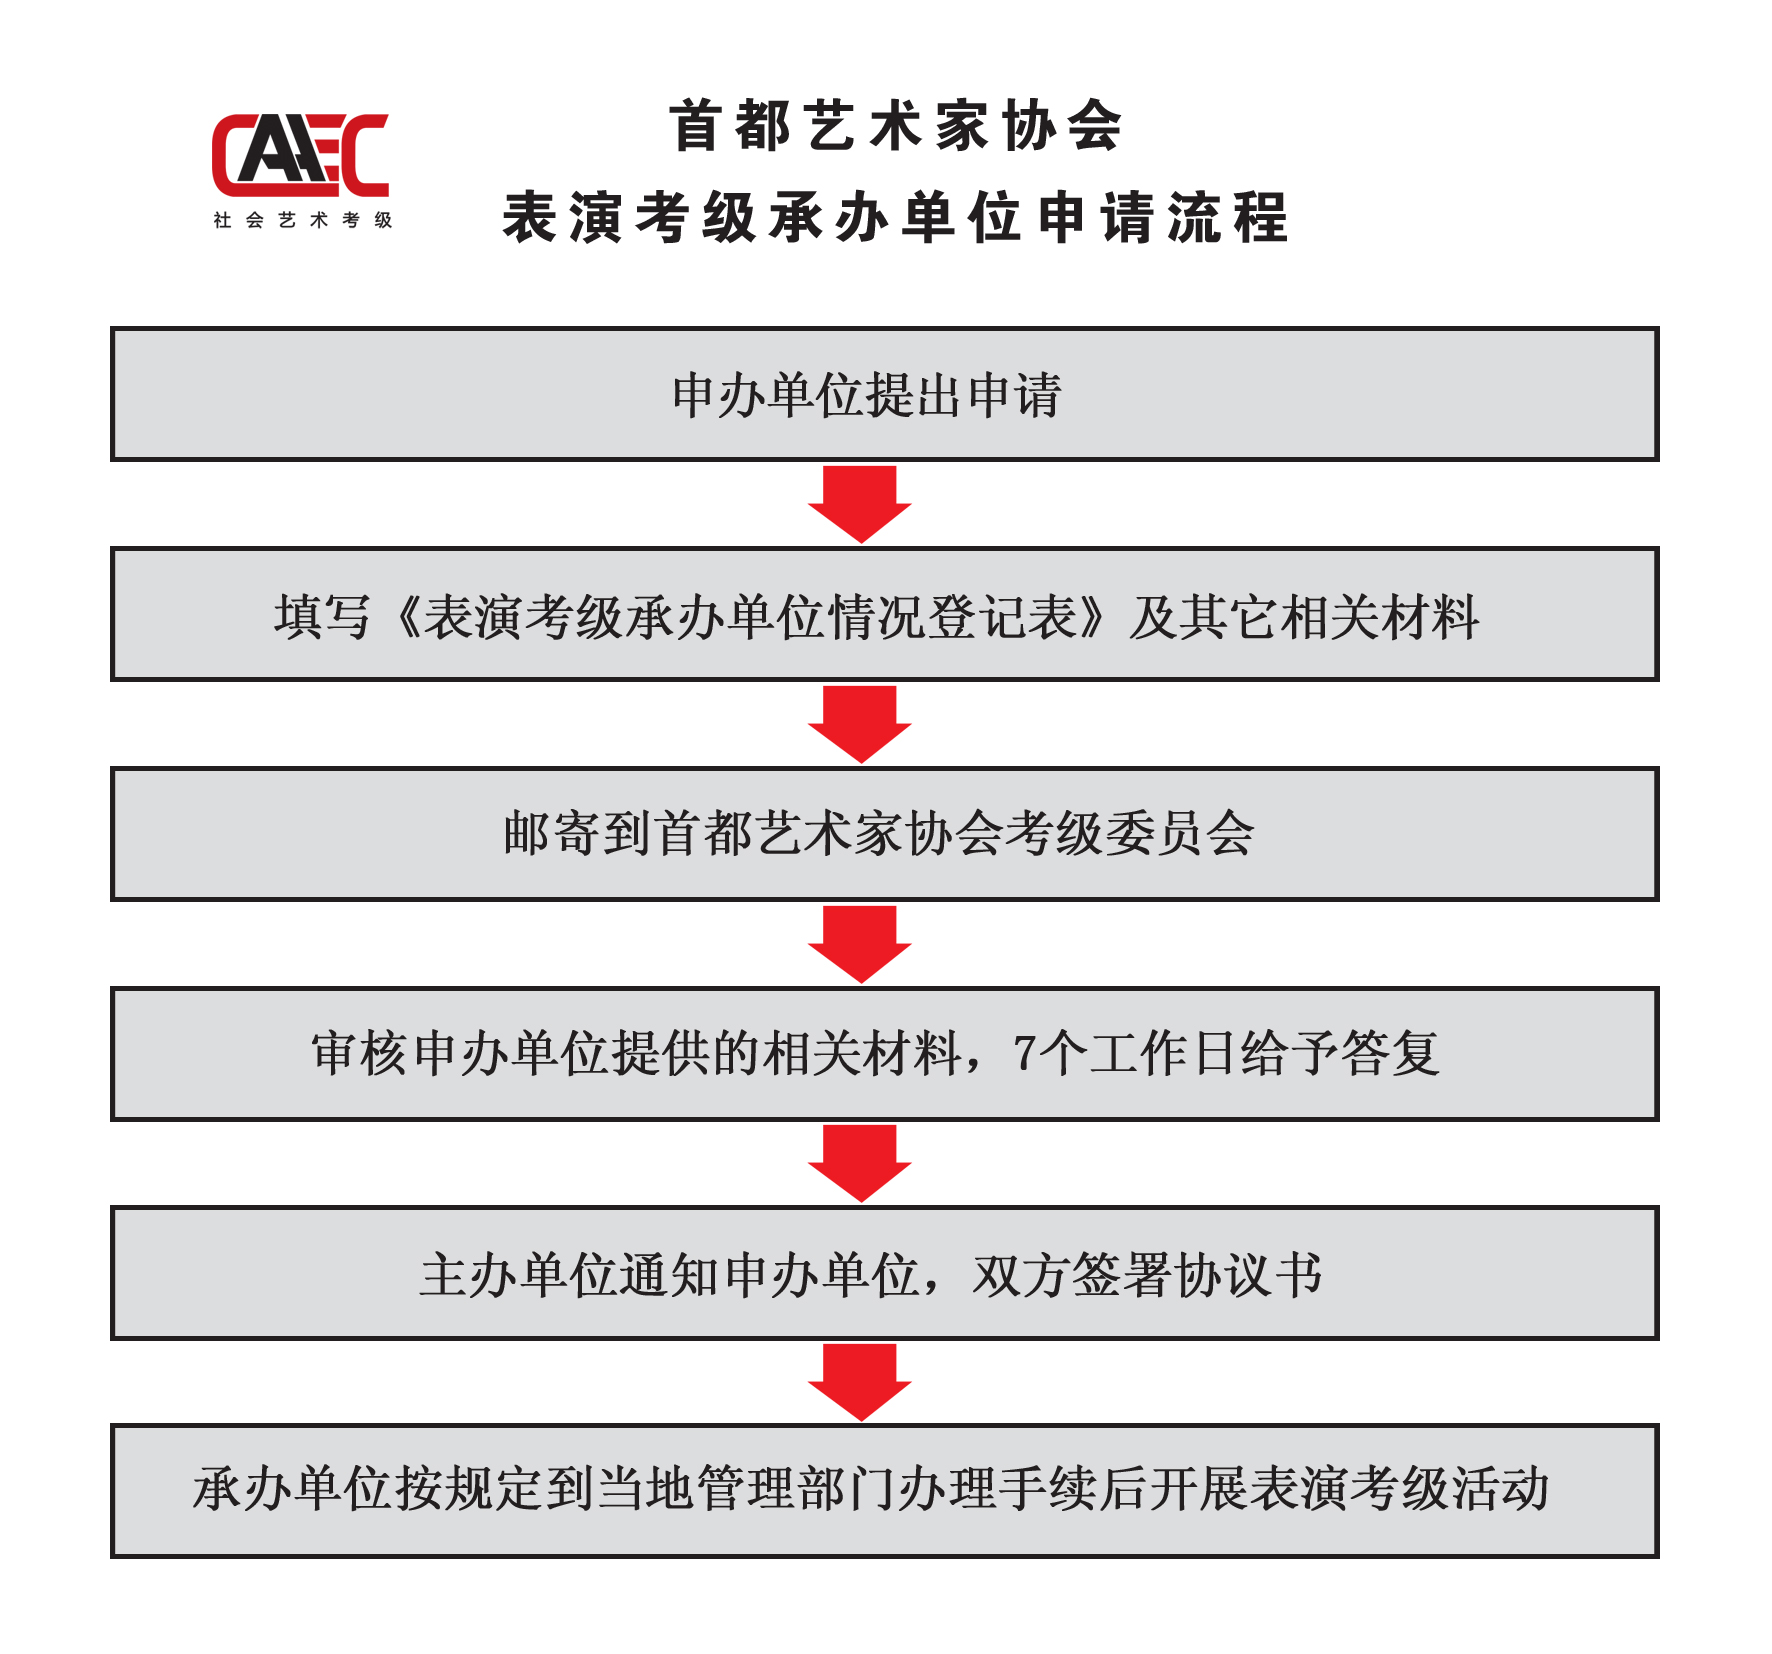 首都艺术家协会
CAEC
社会艺术考级
表演考级承办单位申请流程
申办单位提出申请
填写《表演考级承办单位情况登记表》及其它相关材料
邮寄到首都艺术家协会考级委员会
审核申办单位提供的相关材料，7个工作日给予答复
主办单位通知申办单位，双方签署协议书
承办单位按规定到当地管理部门办理手续后开展表演考级活动